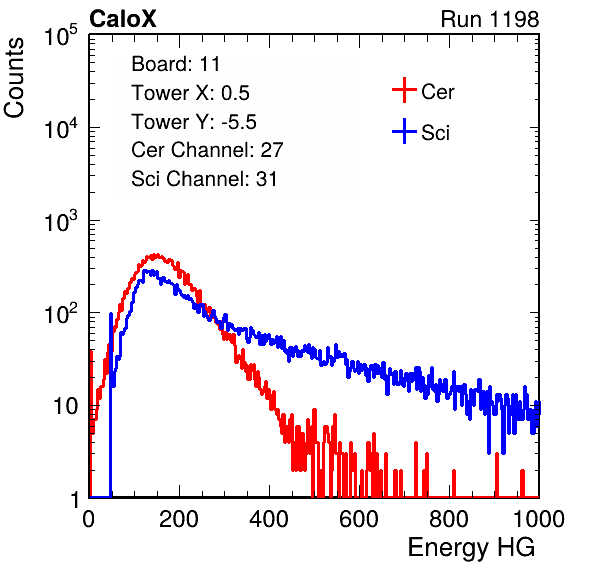 CaloX Run 1198
Counts
Board: 11
Tower X: 0.5
Tower Y: -5.5
Cer Channel: 27
Sci Channel: 31
Cer
Sci
10^5
10^4
10^3
10^2
10
1
0 200 400 600 800 1000
Energy HG